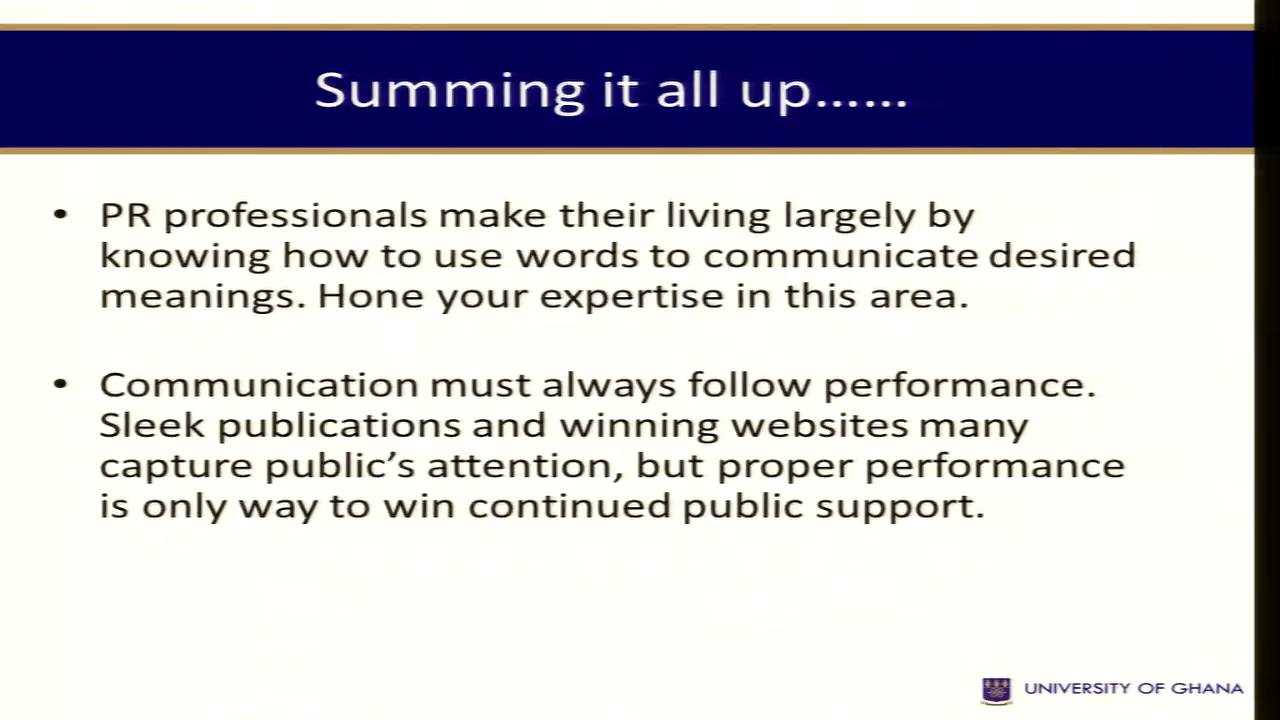 Summing it all up......
• PR professionals make their living largely by
knowing how to use words to communicate desired
meanings. Hone your expertise in this area.
• Communication must always follow performance.
Sleek publications and winning websites many
capture public’s attention, but proper performance
is only way to win continued public support.
UNIVERSITY OF GHANA